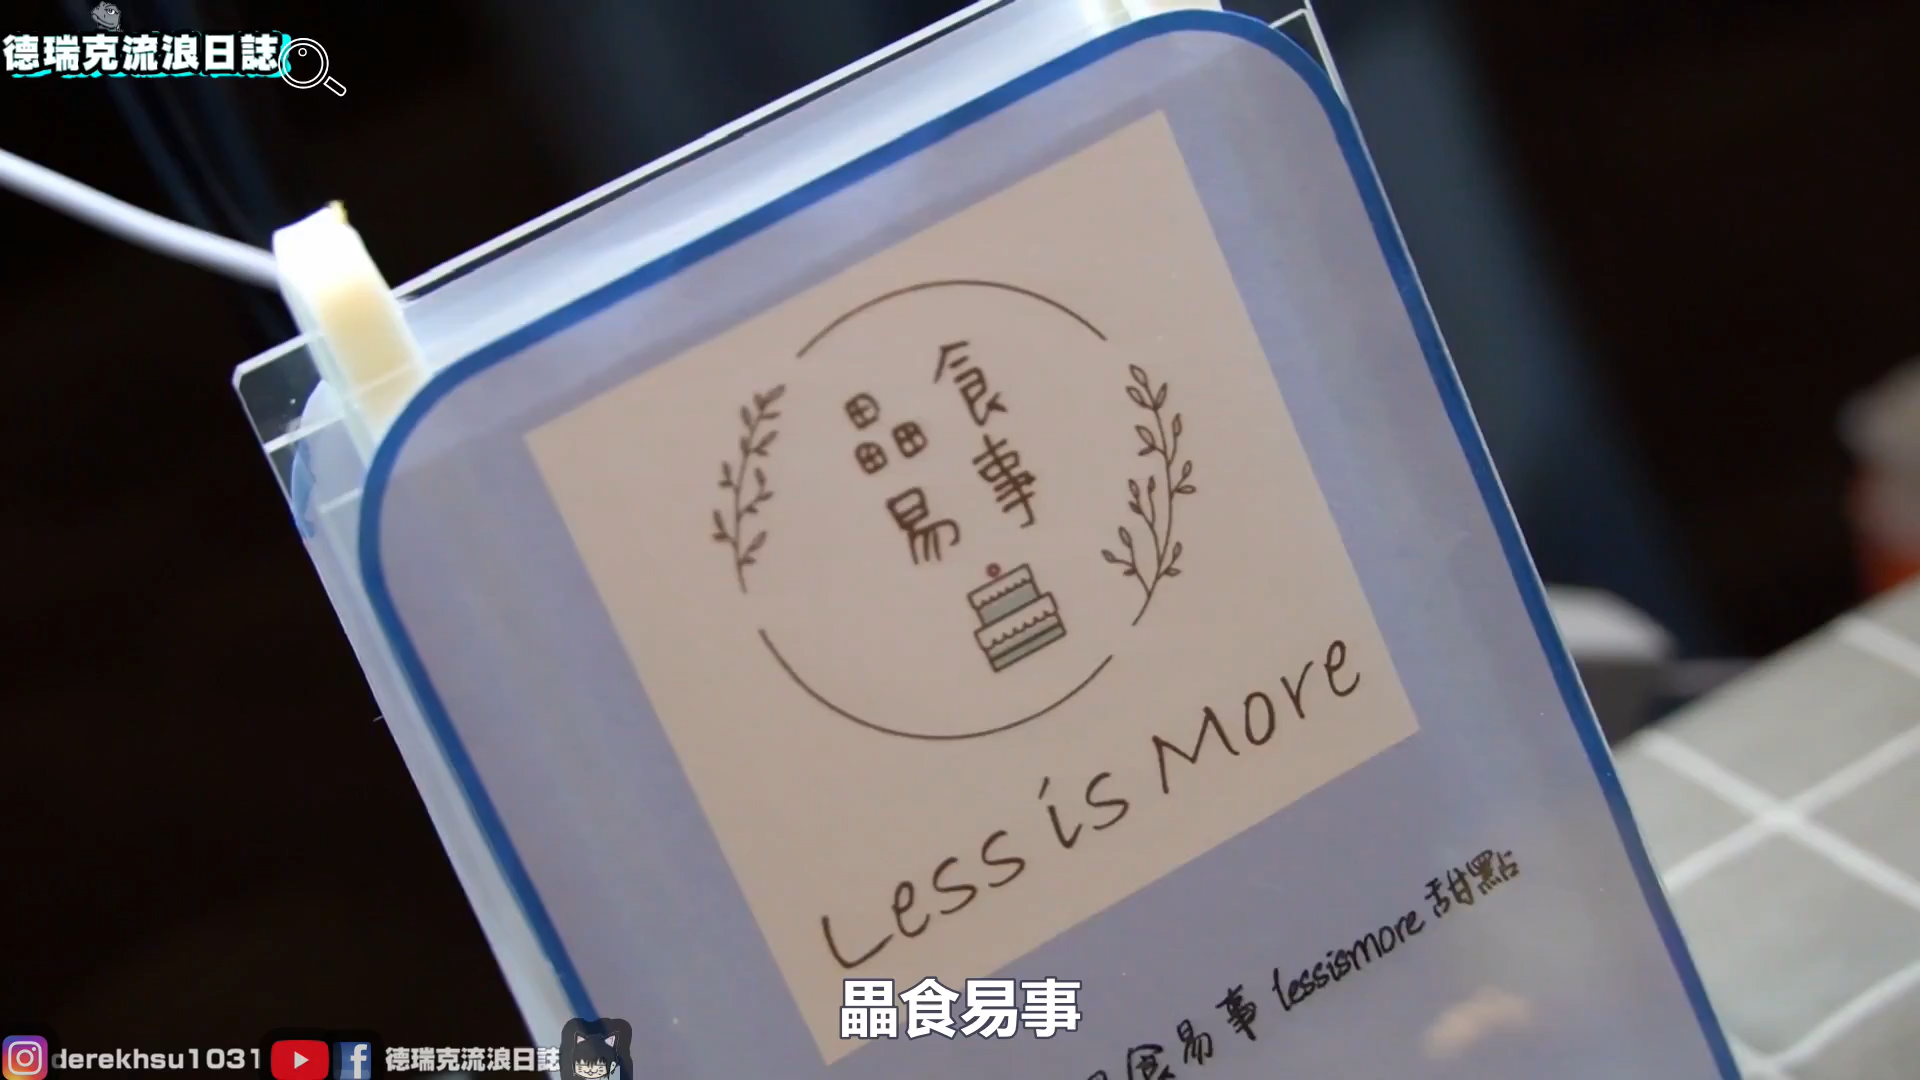 德瑞克流浪日誌
食事
畾易
Less is More
食易事 lessismore 甜點
畾食易事
derekhsu1031
德瑞克流浪日誌